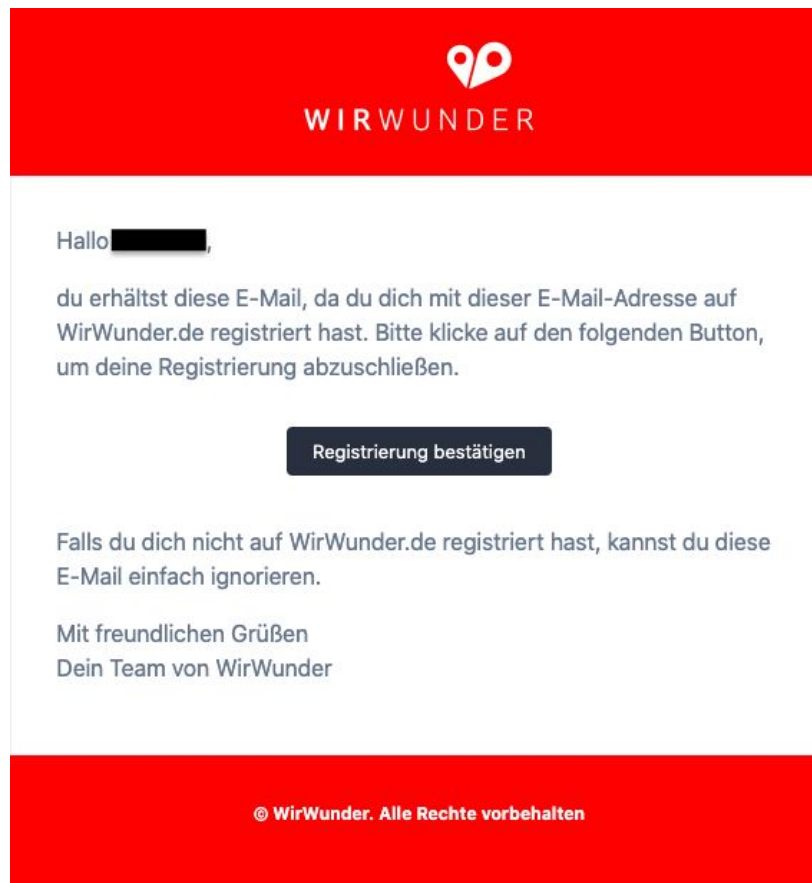 WIRWUNDER
Hallo ,
du erhältst diese E-Mail, da du dich mit dieser E-Mail-Adresse auf
WirWunder.de registriert hast. Bitte klicke auf den folgenden Button,
um deine Registrierung abzuschließen.
Registrierung bestätigen
Falls du dich nicht auf WirWunder.de registriert hast, kannst du diese
E-Mail einfach ignorieren.
Mit freundlichen Grüßen
Dein Team von WirWunder
© WirWunder. Alle Rechte vorbehalten